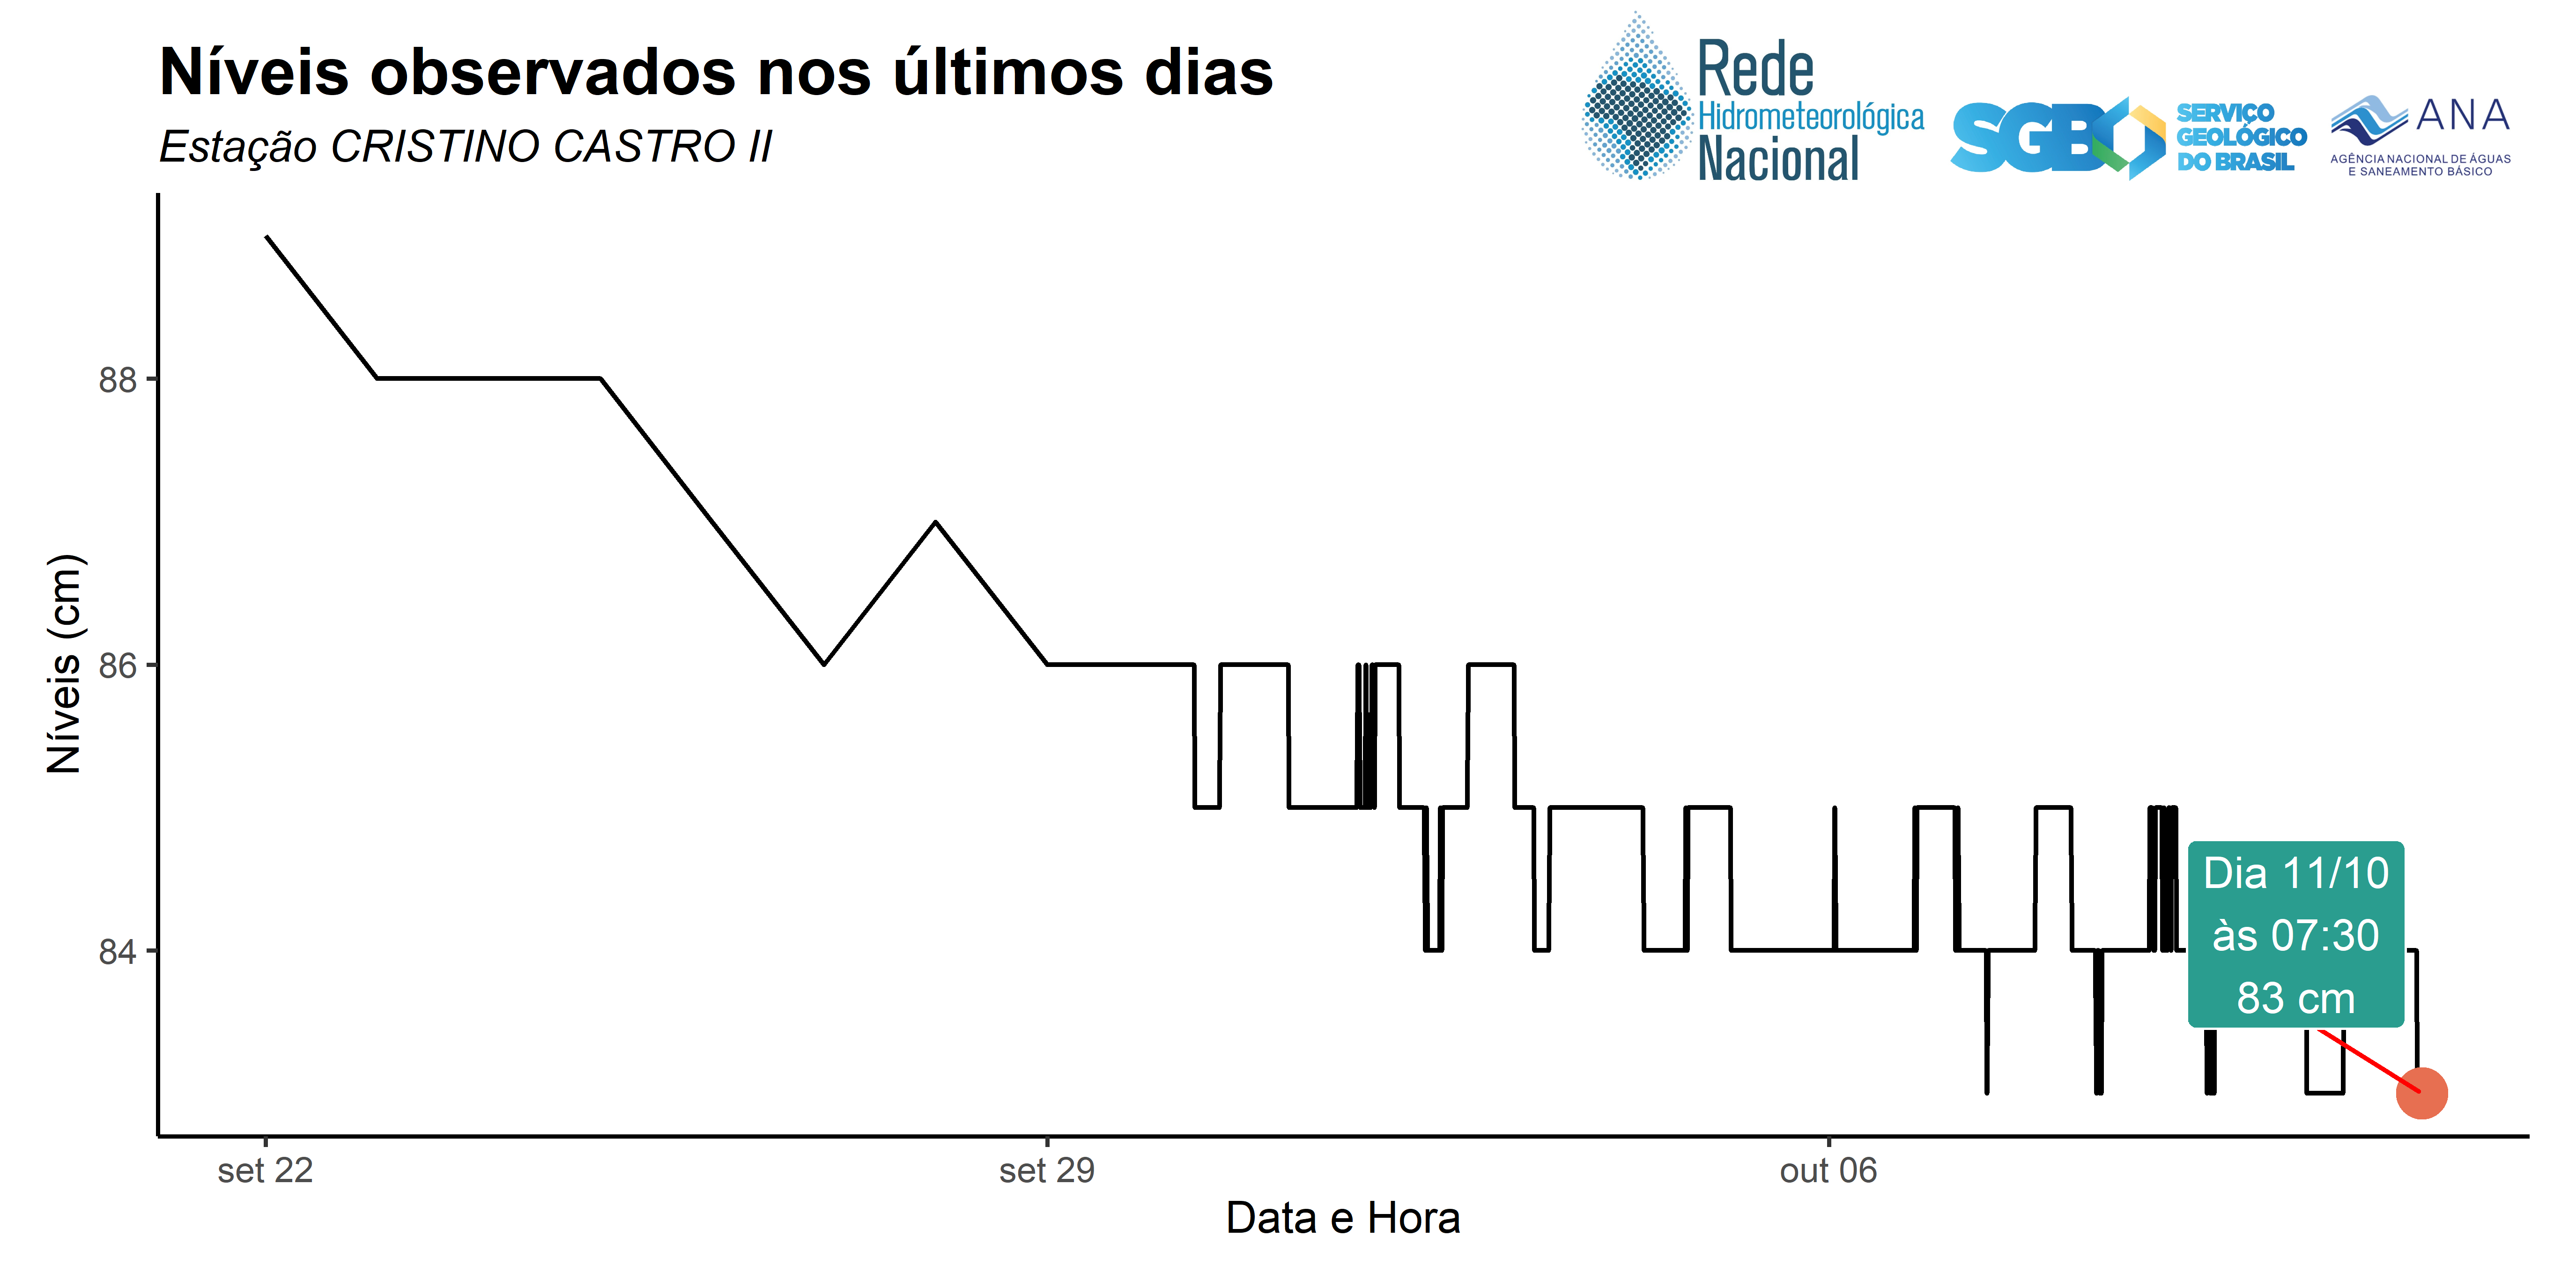 Níveis observados nos últimos dias
Estação CRISTINO CASTRO II
Rede
Hidrometeorológica
Nacional
SGB
SERVIÇO
GEOLÓGICO
DO BRASIL
ANA
AGÊNCIA NACIONAL DE ÁGUAS
E SANEAMENTO BÁSICO
Níveis (cm)
88
86
84
Dia 11/10
às 07:30
83 cm
set 22
set 29
out 06
Data e Hora